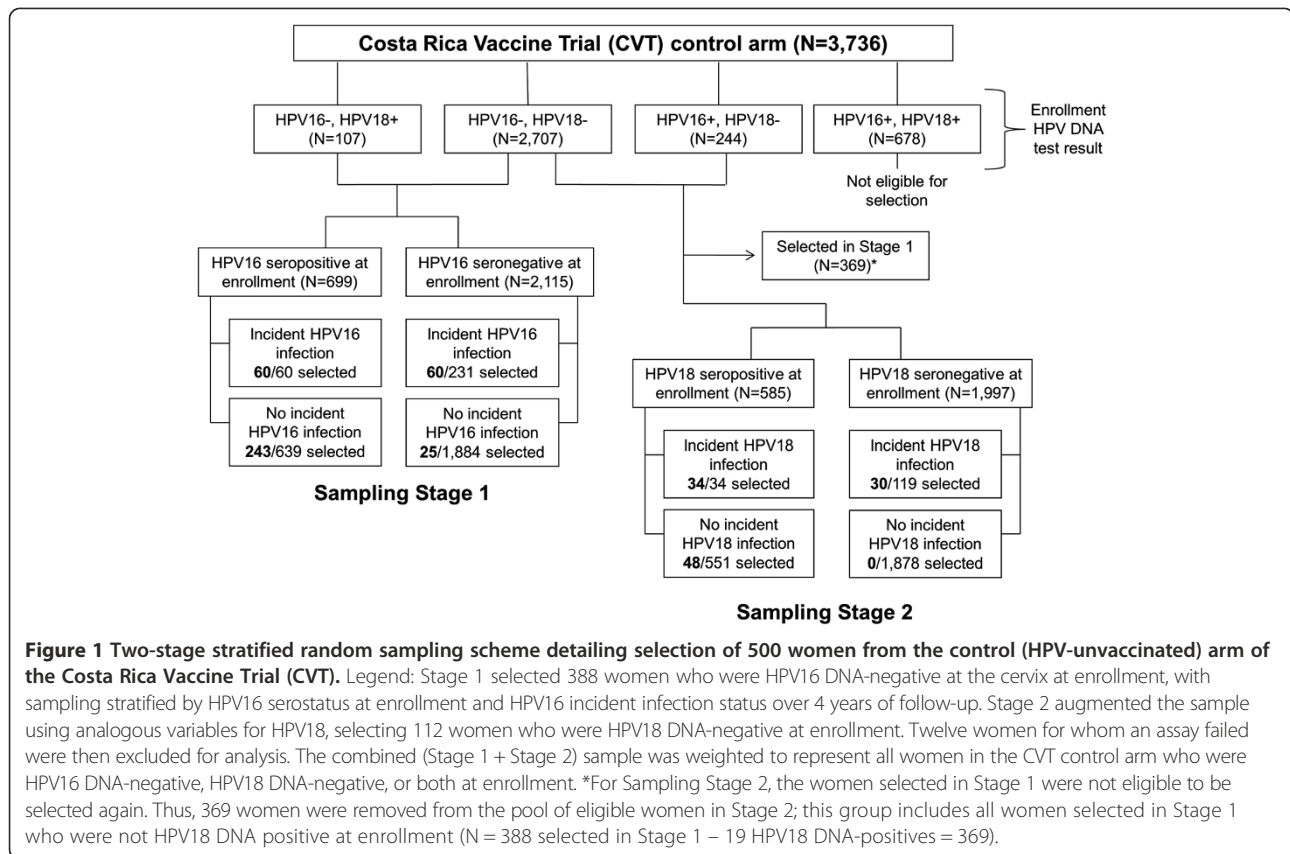 Costa Rica Vaccine Trial (CVT) control arm (N=3,736)
HPV16-, HPV18+
(N=107)
HPV16-, HPV18-
(N=2,707)
HPV16+, HPV18-
(N=244)
HPV16+, HPV18+
(N=678)
Enrollment
HPV DNA
test result
Not eligible for
selection
Selected in Stage 1
(N=369)*
HPV16 seropositive at
enrollment (N=699)
HPV16 seronegative at
enrollment (N=2,115)
Incident HPV16
infection
60/60 selected
Incident HPV16
infection
60/231 selected
No incident
HPV16 infection
243/639 selected
No incident
HPV16 infection
25/1,884 selected
Sampling Stage 1
HPV18 seropositive at
enrollment (N=585)
HPV18 seronegative at
enrollment (N=1,997)
Incident HPV18
infection
34/34 selected
Incident HPV18
infection
30/119 selected
No incident
HPV18 infection
48/551 selected
No incident
HPV18 infection
0/1,878 selected
Sampling Stage 2
Figure 1 Two-stage stratified random sampling scheme detailing selection of 500 women from the control (HPV-unvaccinated) arm of
the Costa Rica Vaccine Trial (CVT). Legend: Stage 1 selected 388 women who were HPV16 DNA-negative at the cervix at enrollment, with
sampling stratified by HPV16 serostatus at enrollment and HPV16 incident infection status over 4 years of follow-up. Stage 2 augmented the sample
using analogous variables for HPV18, selecting 112 women who were HPV18 DNA-negative at enrollment. Twelve women for whom an assay failed
were then excluded for analysis. The combined (Stage 1 + Stage 2) sample was weighted to represent all women in the CVT control arm who were
HPV16 DNA-negative, HPV18 DNA-negative, or both at enrollment. *For Sampling Stage 2, the women selected in Stage 1 were not eligible to be
selected again. Thus, 369 women were removed from the pool of eligible women in Stage 2; this group includes all women selected in Stage 1
who were not HPV18 DNA positive at enrollment (N = 388 selected in Stage 1 – 19 HPV18 DNA-positives = 369).